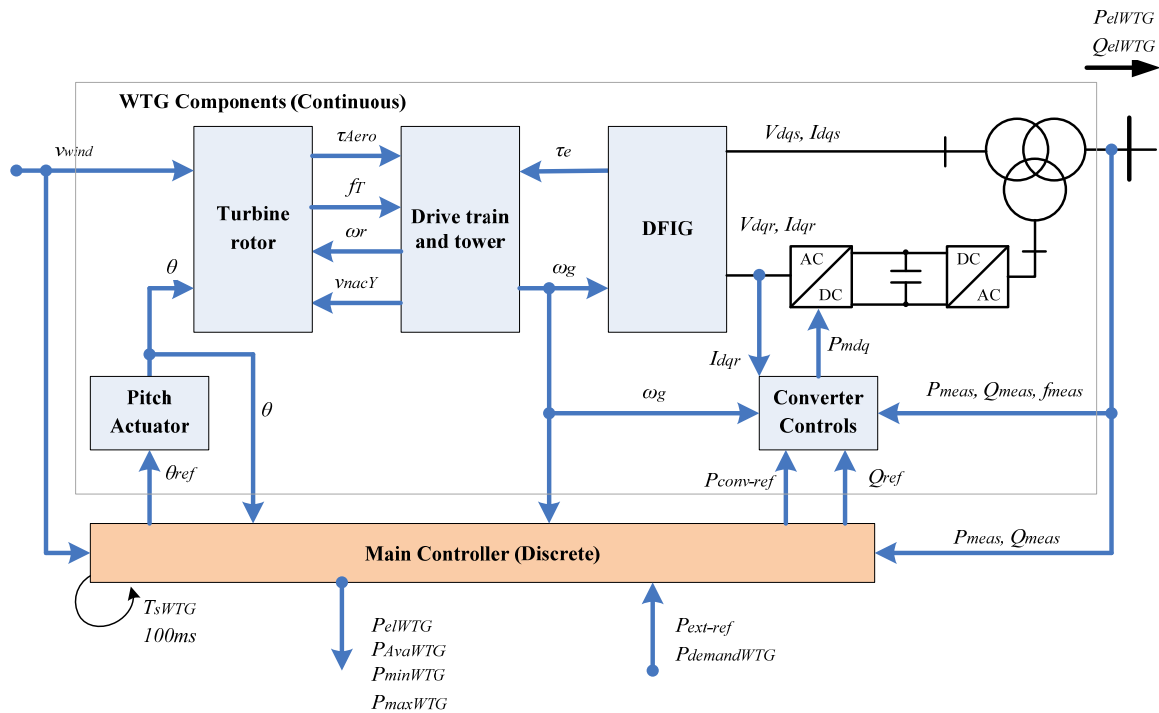 PelWTG
QelWTG
WTG Components (Continuous)
vwind
τAero
τe
Vdqs, Idqs
fT
Turbine
rotor
Drive train
and tower
DFIG
Vdqr, Idqr
ωr
θ
ωg
vnacY
AC
DC
DC
AC
Pmdq
Idqr
Pitch
Actuator
θ
ωg
Converter
Controls
Pmeas, Qmeas, fmeas
θref
Pconv-ref
Qref
Main Controller (Discrete)
Pmeas, Qmeas
TsWTG
100ms
PelWTG
PAvaWTG
PminWTG
PmaxWTG
Pext-ref
PdemandWTG